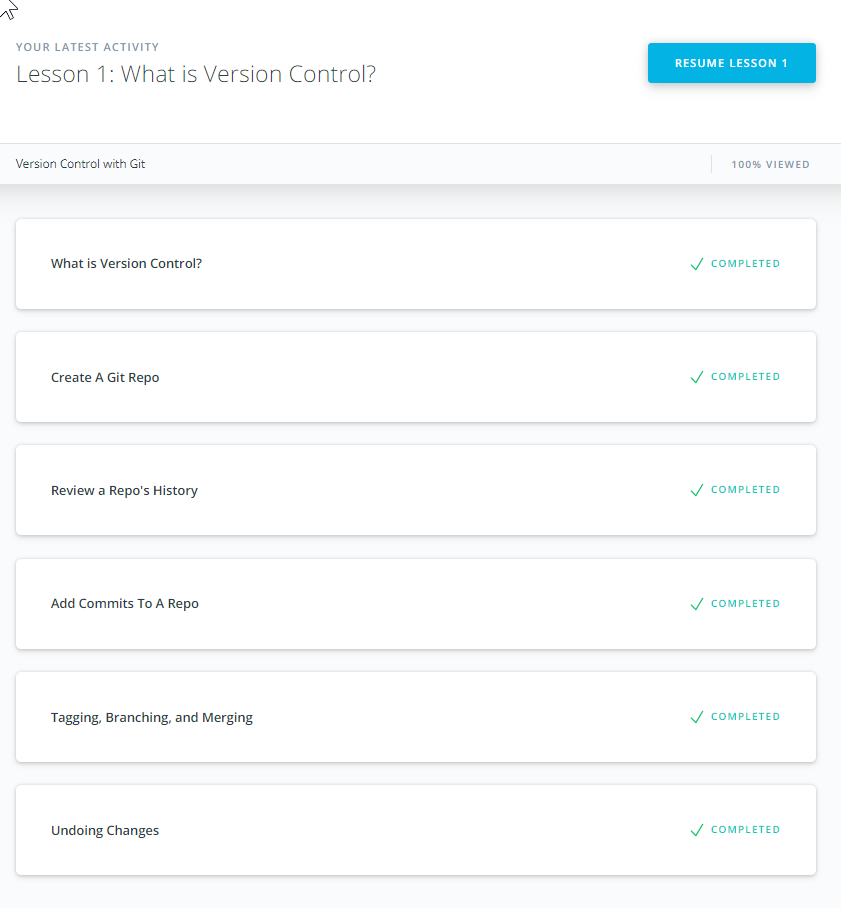 YOUR LATEST ACTIVITY
Lesson 1: What is Version Control?
RESUME LESSON 1
Version Control with Git
100% VIEWED
What is Version Control?
COMPLETED
Create A Git Repo
COMPLETED
Review a Repo's History
COMPLETED
Add Commits To A Repo
COMPLETED
Tagging, Branching, and Merging
COMPLETED
Undoing Changes
COMPLETED